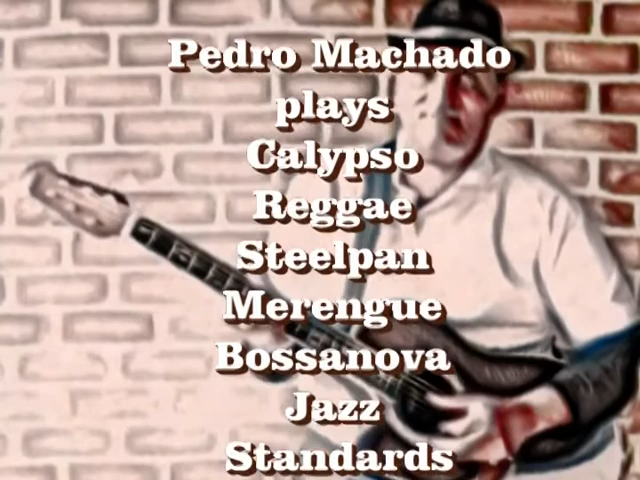 Pedro Machado
plays
Calypso
Reggae
Steelpan
Merengue
Bossanova
Jazz
Standards